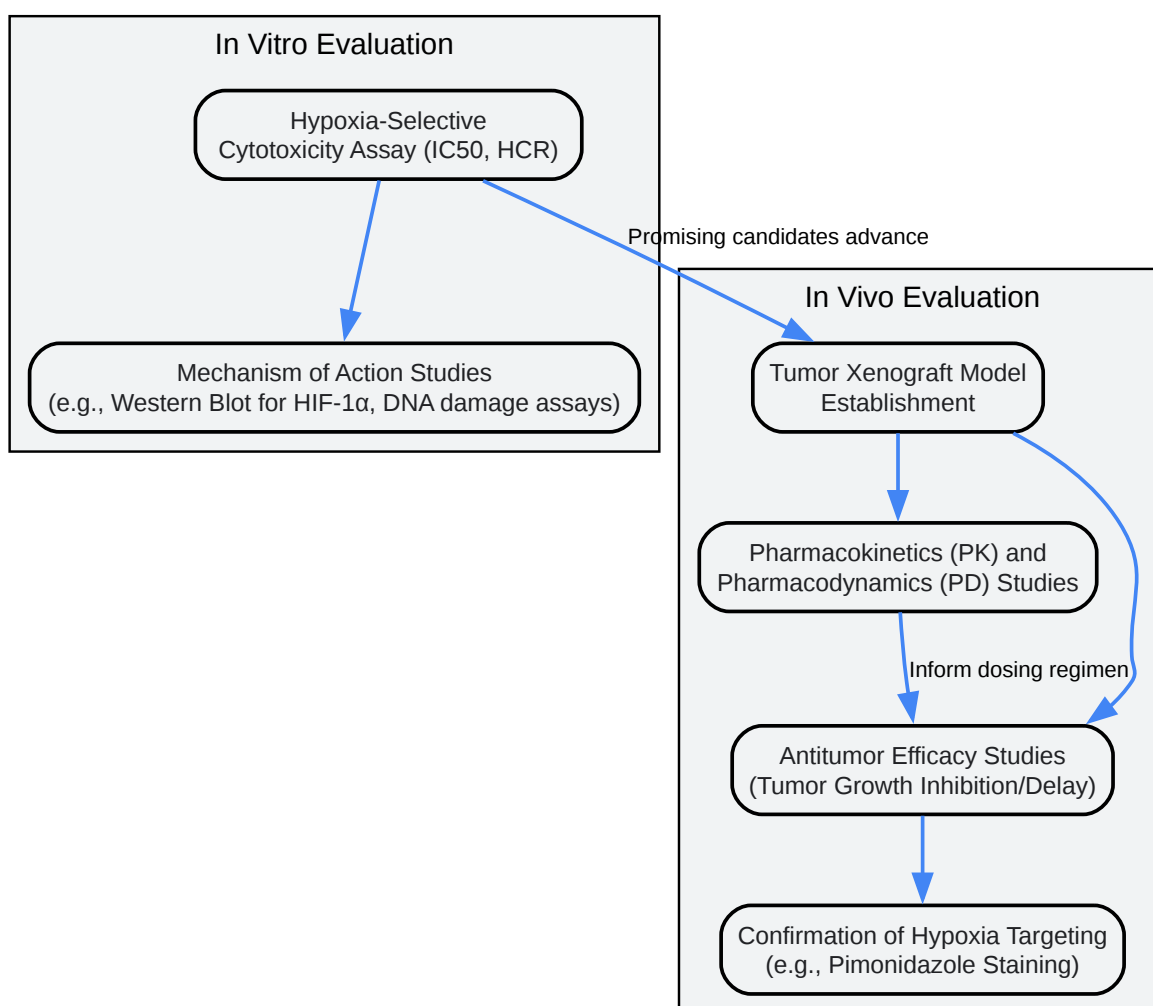 In Vitro Evaluation
Hypoxia-Selective
Cytotoxicity Assay (IC50, HCR)
Promising candidates advance
Mechanism of Action Studies
(e.g., Western Blot for HIF-1α, DNA damage assays)
In Vivo Evaluation
Tumor Xenograft Model
Establishment
Pharmacokinetics (PK) and
Pharmacodynamics (PD) Studies
Inform dosing regimen
Antitumor Efficacy Studies
(Tumor Growth Inhibition/Delay)
Confirmation of Hypoxia Targeting
(e.g., Pimonidazole Staining)